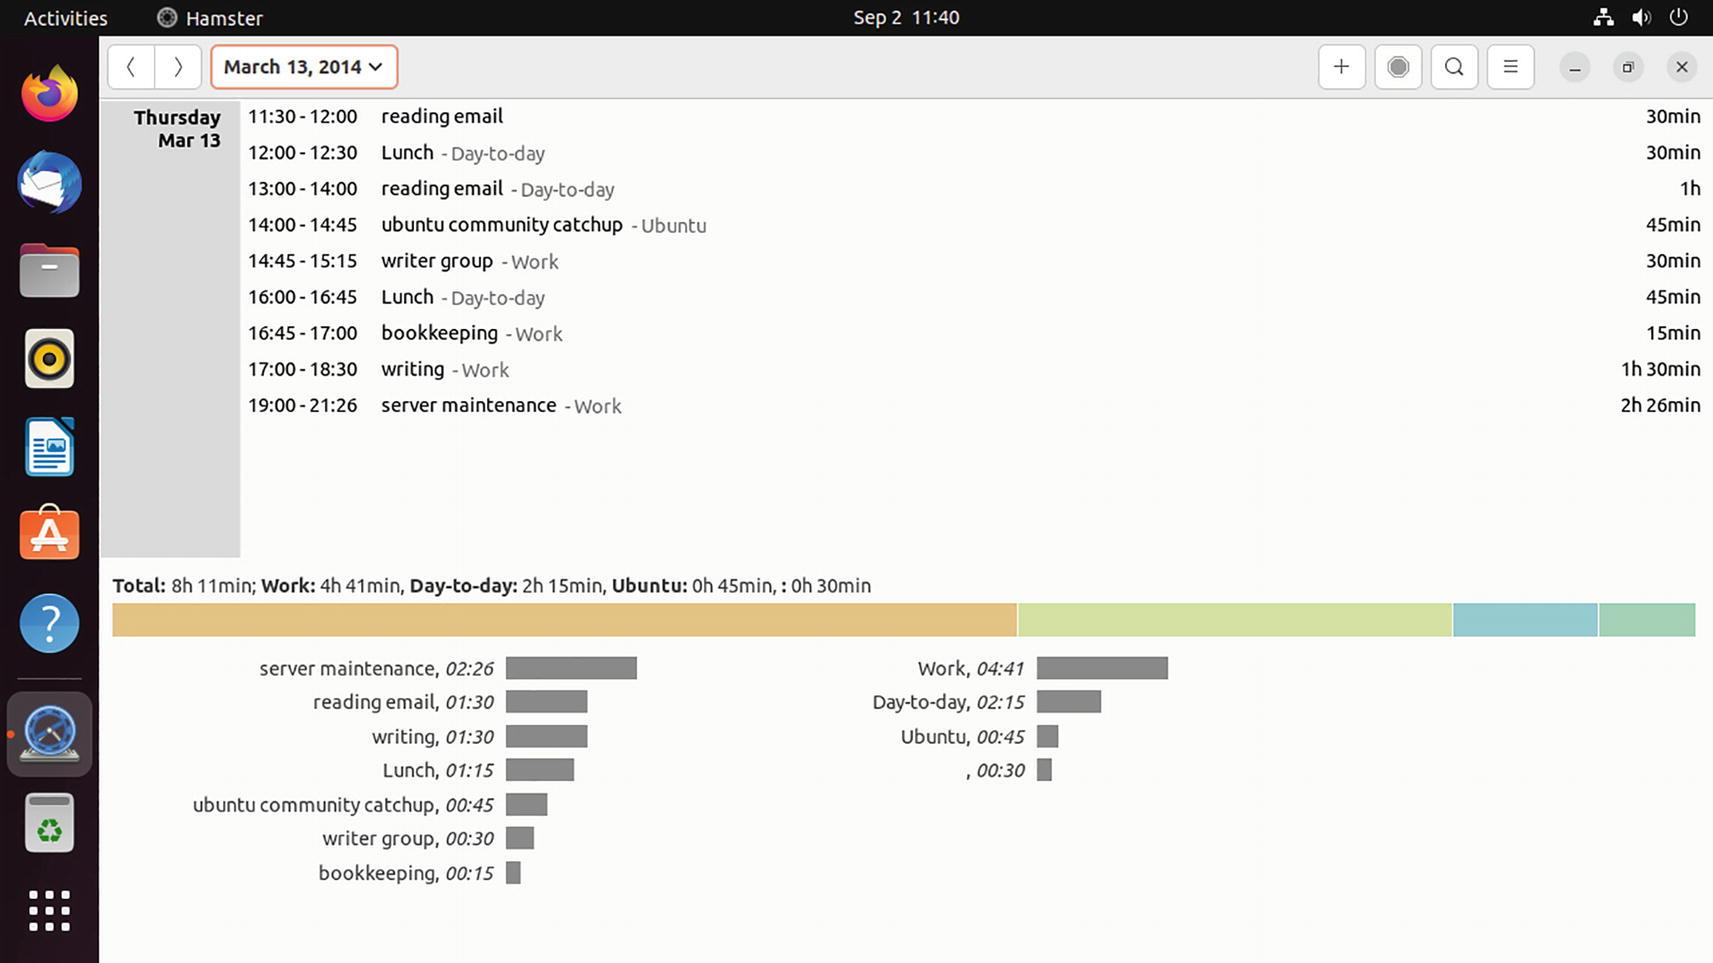 Activities Hamster Sep 2 11:40
March 13, 2014
Thursday
Mar 13
11:30 - 12:00 reading email 30min
12:00 - 12:30 Lunch - Day-to-day 30min
13:00 - 14:00 reading email - Day-to-day 1h
14:00 - 14:45 ubuntu community catchup - Ubuntu 45min
14:45 - 15:15 writer group - Work 30min
16:00 - 16:45 Lunch - Day-to-day 45min
16:45 - 17:00 bookkeeping - Work 15min
17:00 - 18:30 writing - Work 1h 30min
19:00 - 21:26 server maintenance - Work 2h 26min
Total: 8h 11min; Work: 4h 41min, Day-to-day: 2h 15min, Ubuntu: 0h 45min, : 0h 30min
server maintenance, 02:26
reading email, 01:30
writing, 01:30
Lunch, 01:15
ubuntu community catchup, 00:45
writer group, 00:30
bookkeeping, 00:15
Work, 04:41
Day-to-day, 02:15
Ubuntu, 00:45
, 00:30